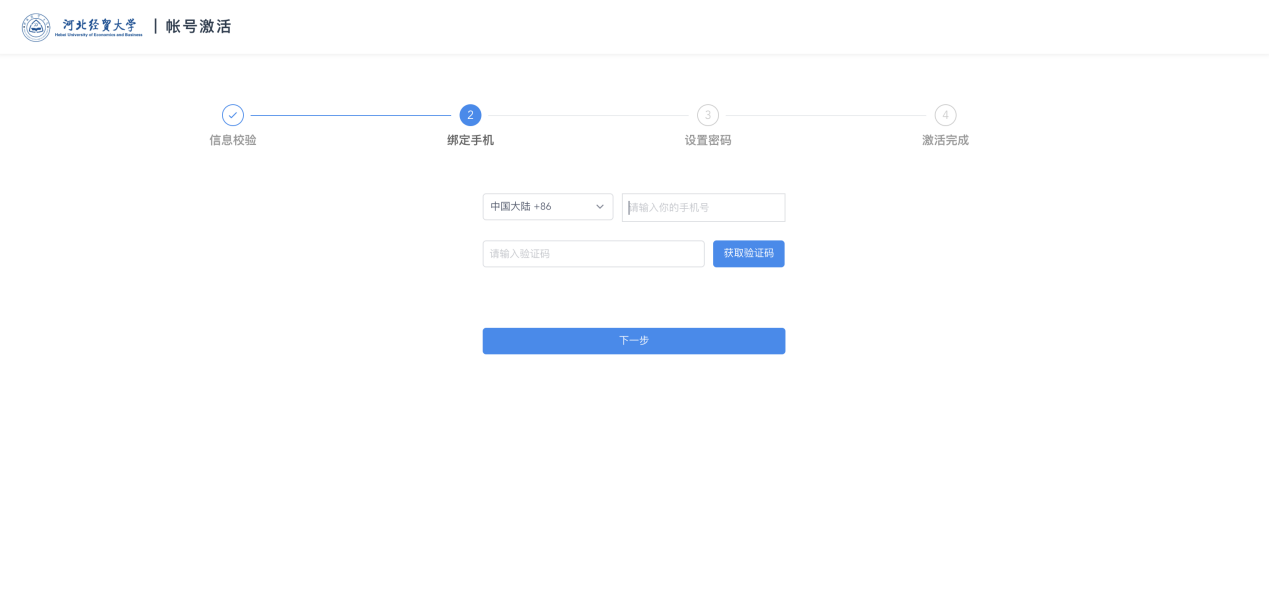 河北经贸大学 | 帐号激活
Hebei University of Economics and Business
2 3 4
信息校验 绑定手机 设置密码 激活完成
中国大陆 +86 请输入你的手机号
请输入验证码 获取验证码
下一步